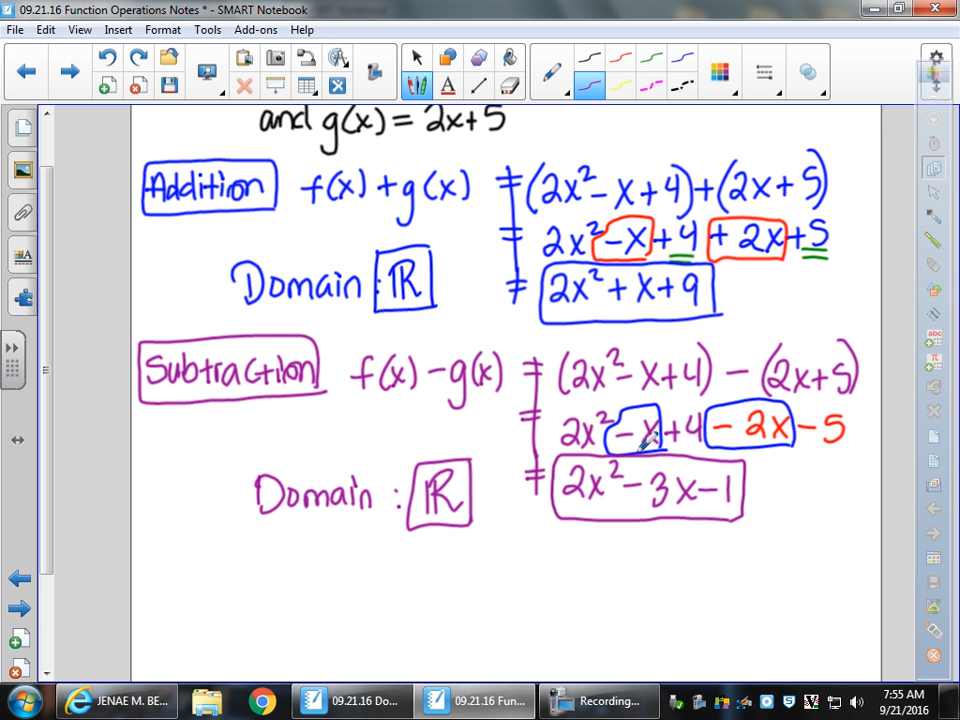 09.21.16 Function Operations Notes * - SMART Notebook
File Edit View Insert Format Tools Add-ons Help
and g(x) = 2x+5
Addition f(x) + g(x) = (2x²-x+4)+(2x+5)
= 2x²-x+4+2x+5
Domain: ℝ = 2x²+x+9
Subtraction f(x) - g(x) = (2x²-x+4) - (2x+5)
= 2x²-x+4-2x-5
Domain: ℝ = 2x²-3x-1
JENAE M. BE... 09.21.16 Do... 09.21.16 Fun... Recording... 7:55 AM
9/21/2016